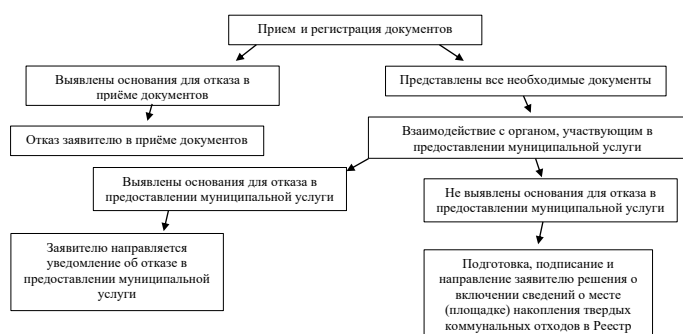 Прием и регистрация документов
Выявлены основания для отказа в
приёме документов
Представлены все необходимые документы
Отказ заявителю в приёме документов
Взаимодействие с органом, участвующим в
предоставлении муниципальной услуги
Выявлены основания для отказа в
предоставлении муниципальной услуги
Не выявлены основания для отказа в
предоставлении муниципальной услуги
Заявителю направляется
уведомление об отказе в
предоставлении муниципальной
услуги
Подготовка, подписание и
направление заявителю решения о
включении сведений о месте
(площадке) накопления твердых
коммунальных отходов в Реестр